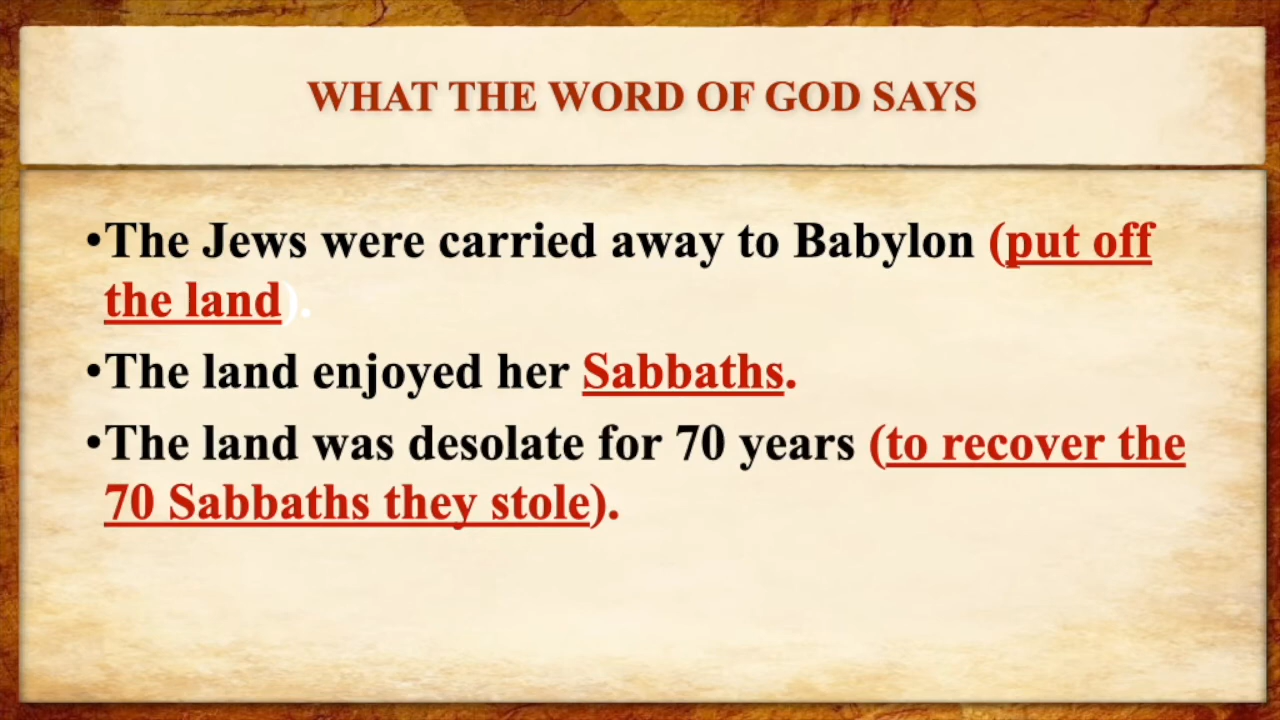 WHAT THE WORD OF GOD SAYS
•The Jews were carried away to Babylon (put off
the land).
•The land enjoyed her Sabbaths.
•The land was desolate for 70 years (to recover the
70 Sabbaths they stole).